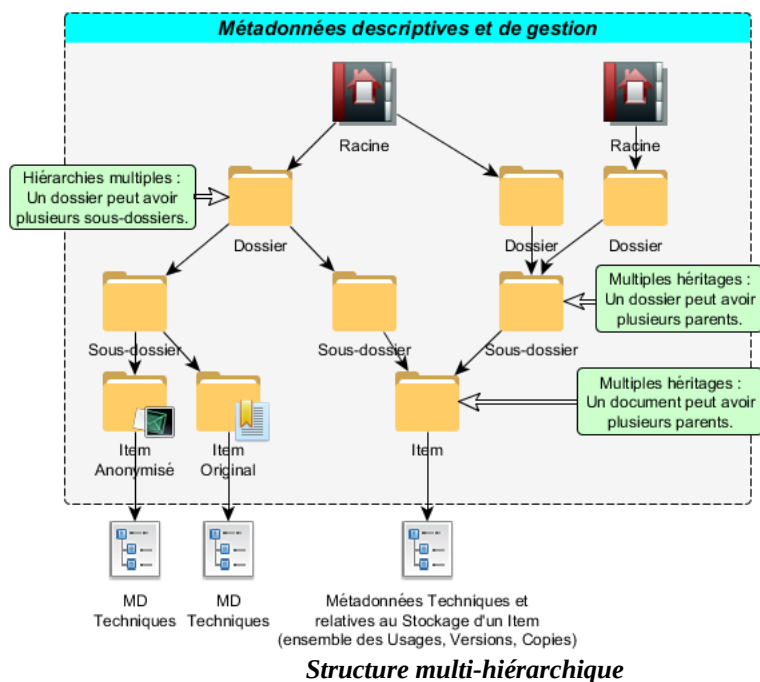 Métadonnées descriptives et de gestion
Racine
Racine
Hiérarchies multiples :
Un dossier peut avoir
plusieurs sous-dossiers.
Dossier
Dossier
Dossier
Multiples héritages :
Un dossier peut avoir
plusieurs parents.
Sous-dossier
Sous-dossier
Sous-dossier
Multiples héritages :
Un document peut avoir
plusieurs parents.
Item
Anonymisé
Item
Original
Item
MD
Techniques
MD
Techniques
Métadonnées Techniques et
relatives au Stockage d'un Item
(ensemble des Usages, Versions, Copies)
Structure multi-hiérarchique